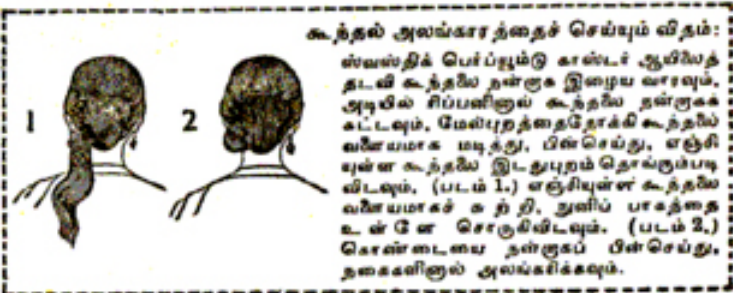 கூந்தல் அலங்காரத்தைச் செய்யும் விதம்:
ஸ்வஸ்திக் பெர்ப்யூம்டு காஸ்டர் ஆயிலைத்
தடவி கூந்தலை நன்றாக இழைய வாரவும்.
அடியில் ரிப்பனினால் கூந்தலை நன்றாகக்
கட்டவும். மேல்புறத்தைநோக்கி கூந்தலை
வளையமாக மடித்து, பின்செய்து, எஞ்சி
யுள்ள கூந்தலை இடதுபுறம் தொங்கும்படி
விடவும். (படம் 1.) எஞ்சியுள்ள கூந்தலை
வளையமாகச் சுற்றி, நுனிப் பாகத்தை
உள்ளே சொருகிவிடவும். (படம் 2.)
கொண்டையை நன்றாகப் பின்செய்து,
நகைகளினால் அலங்கரிக்கவும்.
1
2